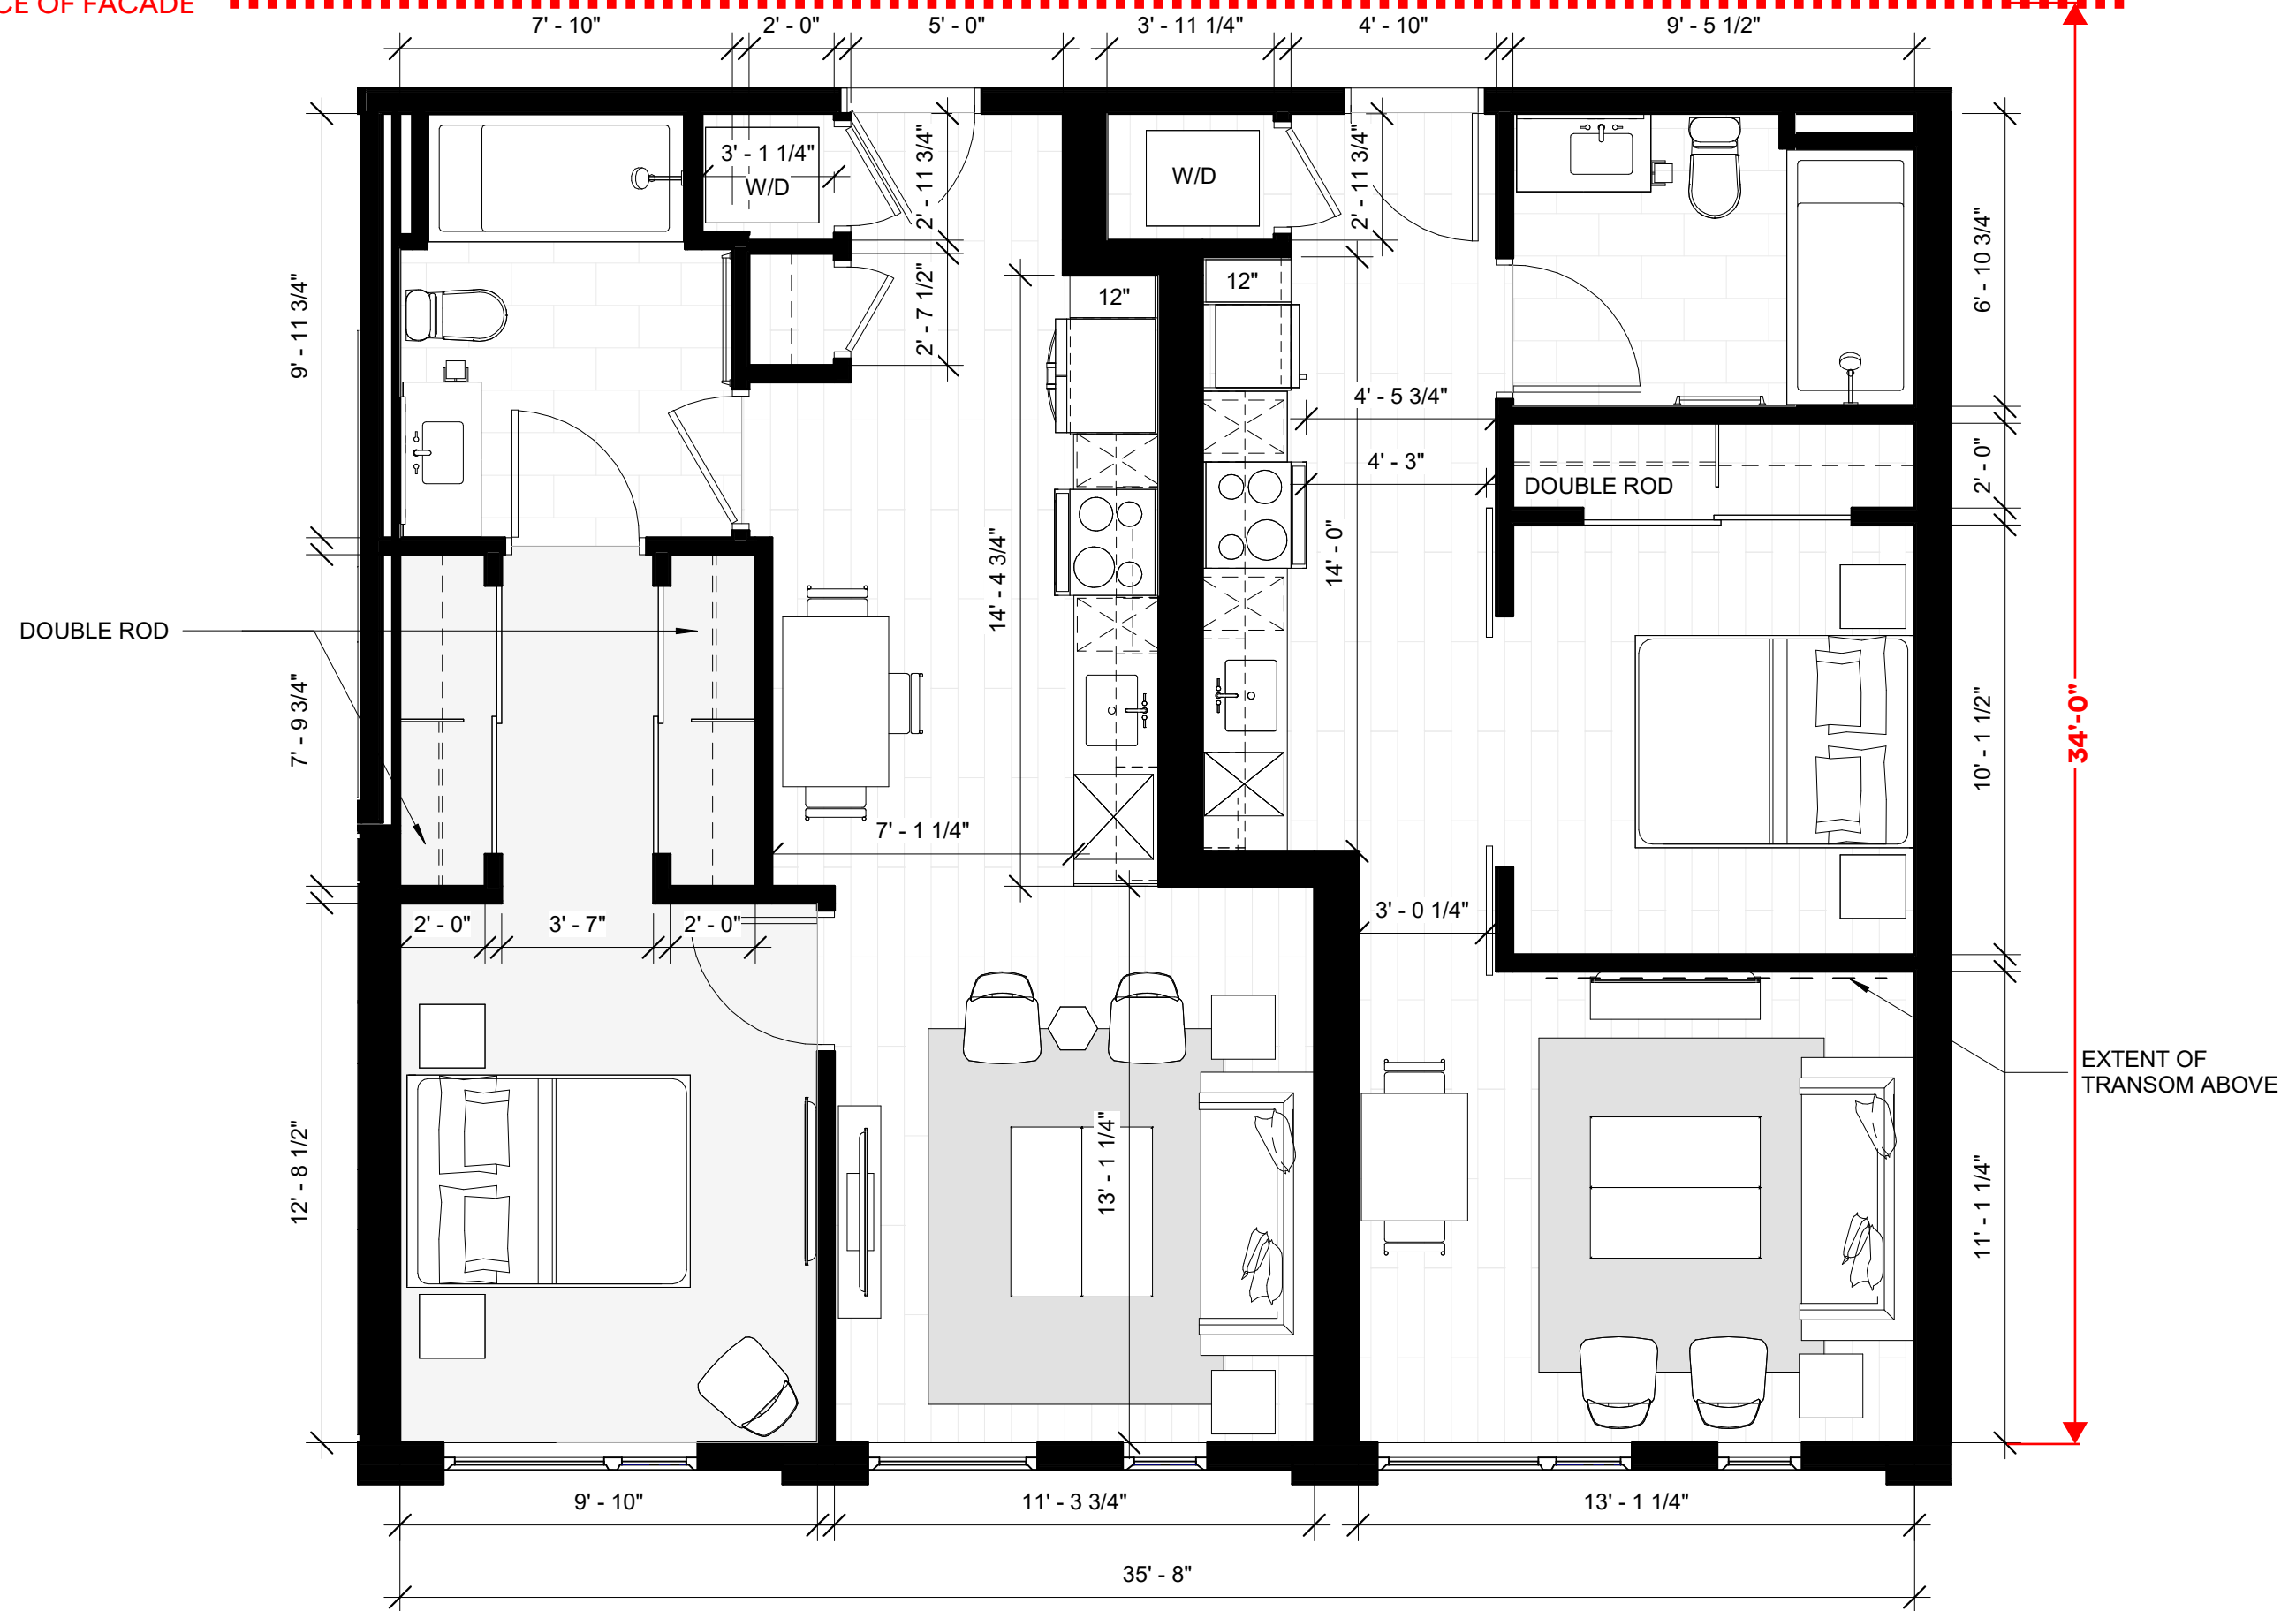 CE OF FACADE
7' - 10"
2' - 0"
5' - 0"
3' - 11 1/4"
4' - 10"
9' - 5 1/2"
3' - 1 1/4"
W/D
2' - 11 3/4"
W/D
2' - 11 3/4"
9' - 11 3/4"
2' - 7 1/2"
12"
12"
6' - 10 3/4"
4' - 5 3/4"
4' - 3"
DOUBLE ROD
2' - 0"
14' - 4 3/4"
14' - 0"
DOUBLE ROD
7' - 9 3/4"
10' - 1 1/2"
34'-0"
7' - 1 1/4"
2' - 0"
3' - 7"
2' - 0"
3' - 0 1/4"
EXTENT OF
TRANSOM ABOVE
12' - 8 1/2"
13' - 1 1/4"
11' - 1 1/4"
9' - 10"
11' - 3 3/4"
13' - 1 1/4"
35' - 8"